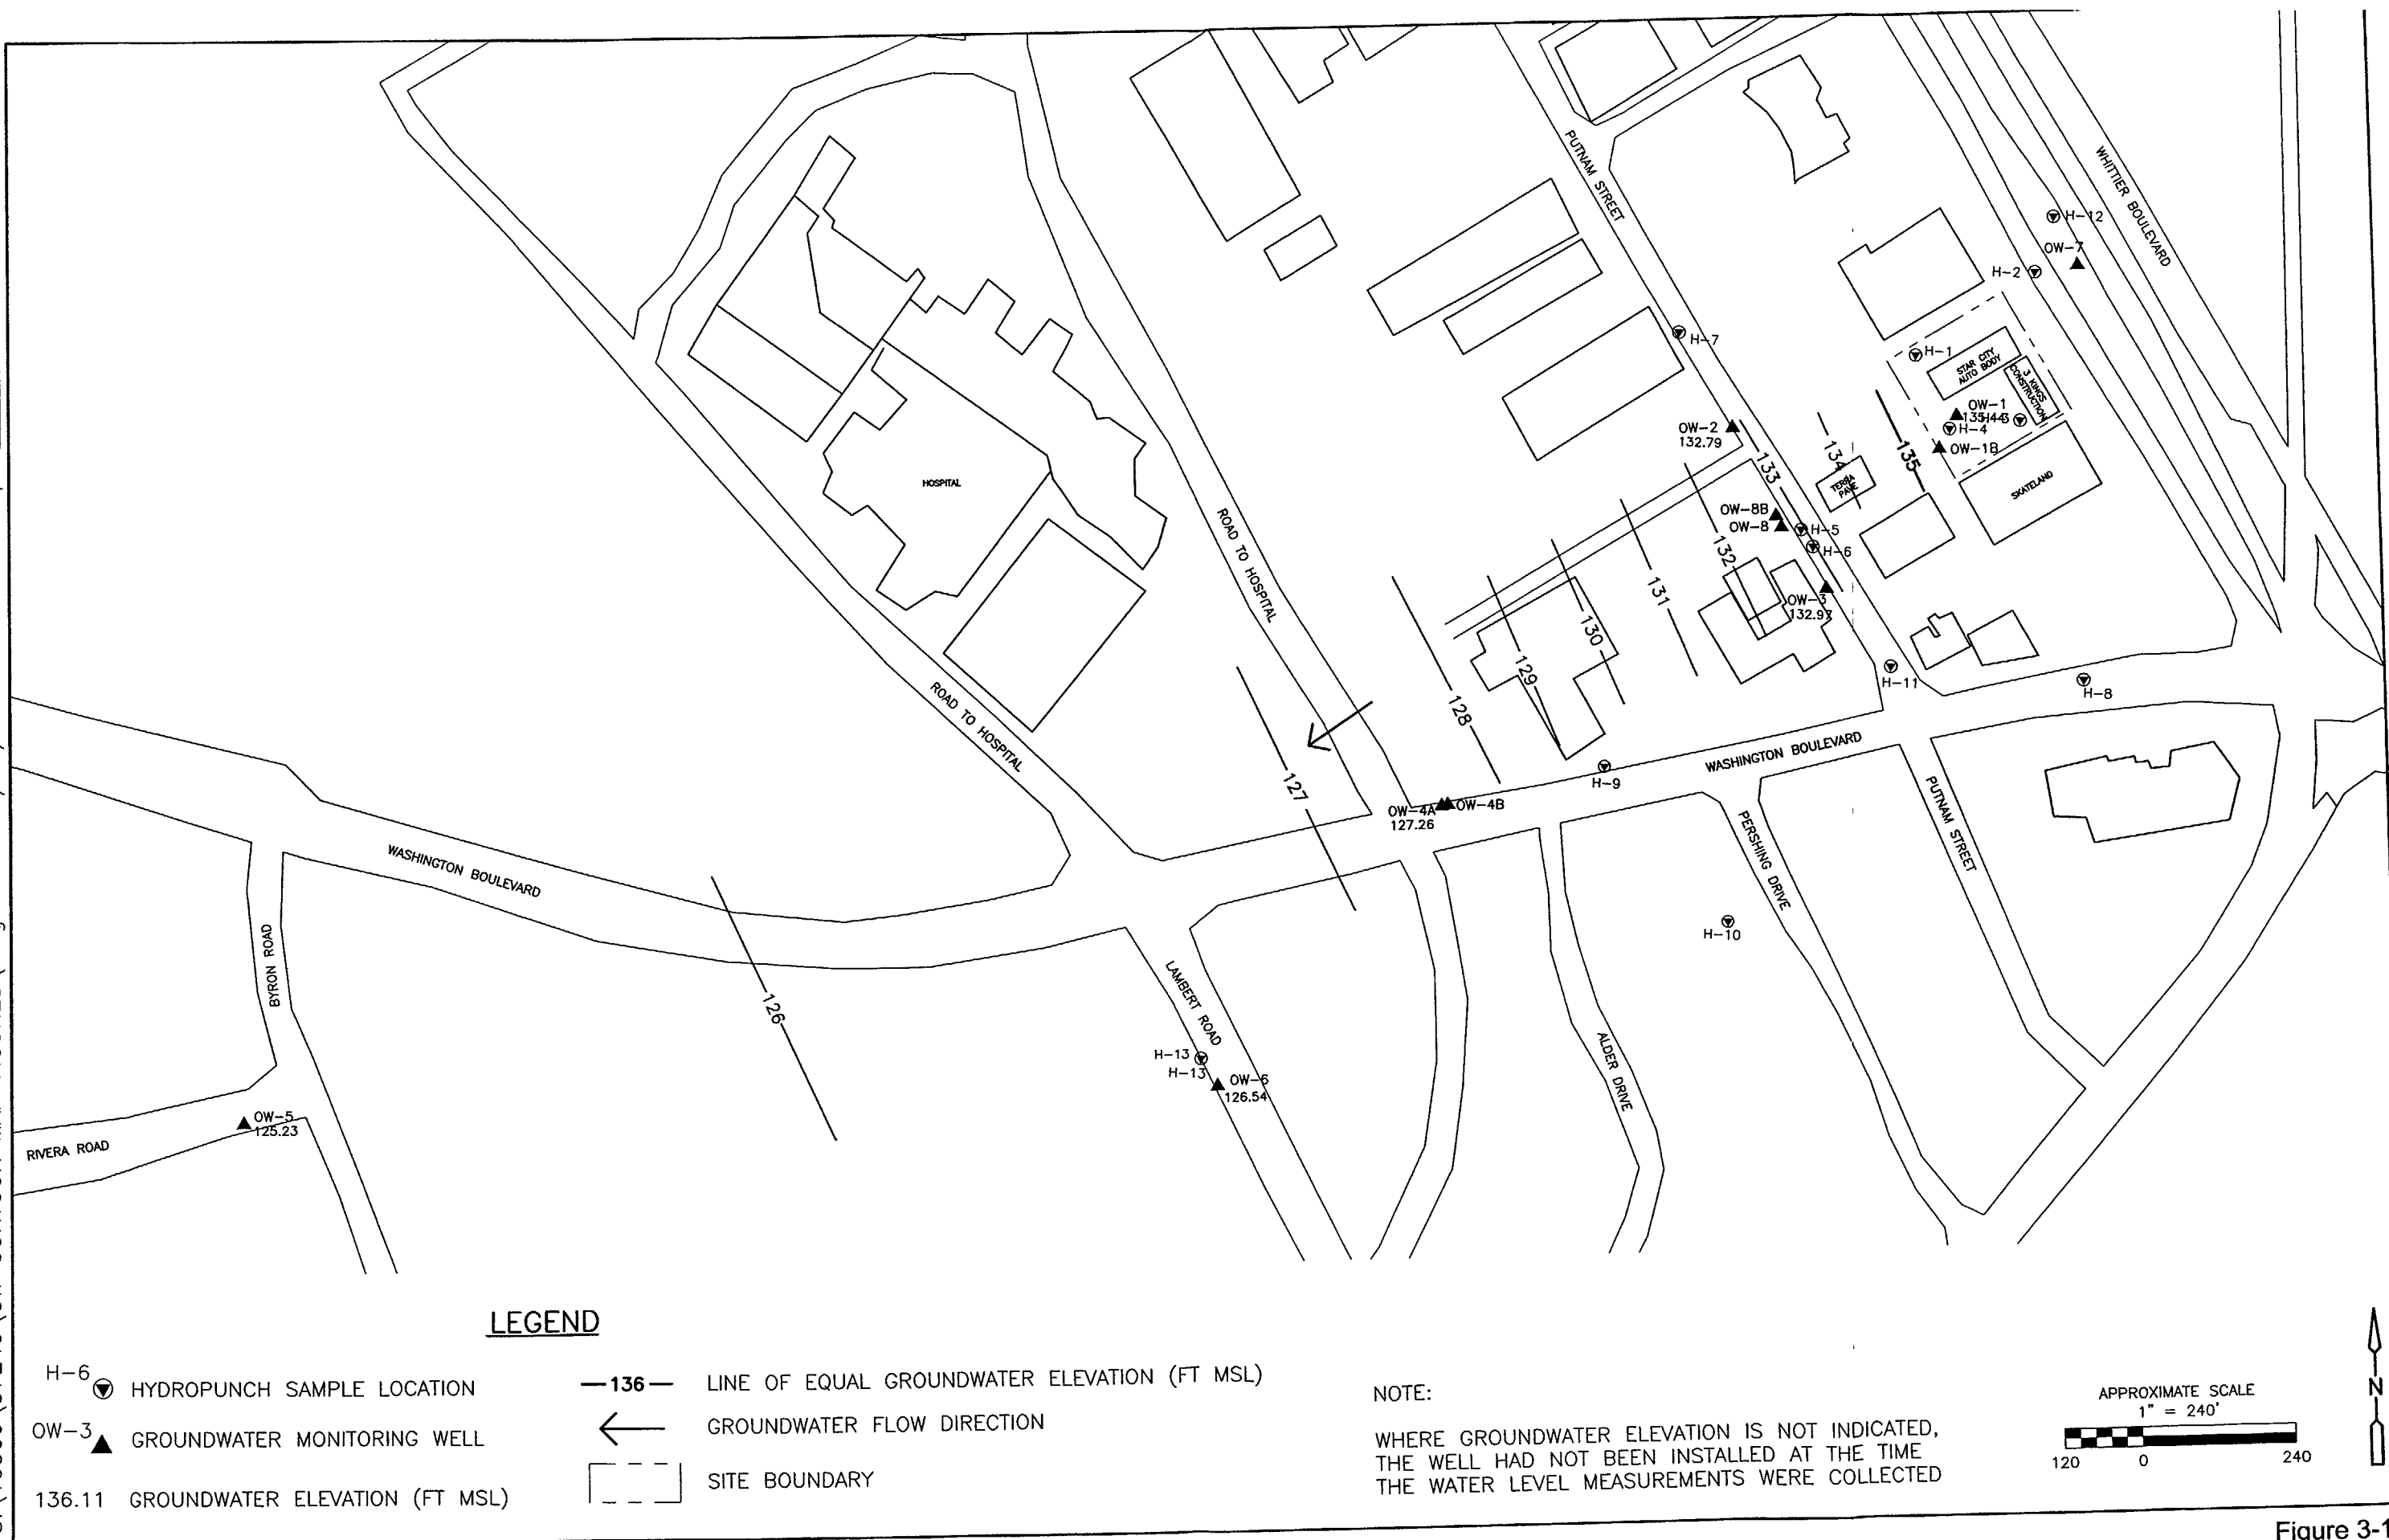 PUTNAM STREET
WHITTIER BOULEVARD
H-12
OW-7
H-2
H-7
H-1
STAR CITY
AUTO BODY
3 KINGS
CONSTRUCTION
OW-1
H-4
OW-1B
SKATELAND
OW-2
132.79
133
134
135
TERRA
PAVE
HOSPITAL
OW-8B
OW-8
H-5
H-6
132
131
130
129
128
127
126
OW-3
132.97
ROAD TO HOSPITAL
ROAD TO HOSPITAL
H-11
H-8
WASHINGTON BOULEVARD
H-9
OW-4A
127.26
OW-4B
PUTNAM STREET
PERSHING DRIVE
H-10
WASHINGTON BOULEVARD
BYRON ROAD
LAMBERT ROAD
ALDER DRIVE
H-13
H-13
OW-6
126.54
OW-5
125.23
RIVERA ROAD
LEGEND
H-6 HYDROPUNCH SAMPLE LOCATION
OW-3 GROUNDWATER MONITORING WELL
136.11 GROUNDWATER ELEVATION (FT MSL)
136 LINE OF EQUAL GROUNDWATER ELEVATION (FT MSL)
GROUNDWATER FLOW DIRECTION
SITE BOUNDARY
NOTE:
WHERE GROUNDWATER ELEVATION IS NOT INDICATED,
THE WELL HAD NOT BEEN INSTALLED AT THE TIME
THE WATER LEVEL MEASUREMENTS WERE COLLECTED
APPROXIMATE SCALE
1" = 240'
120 0 240
N
Figure 3-1